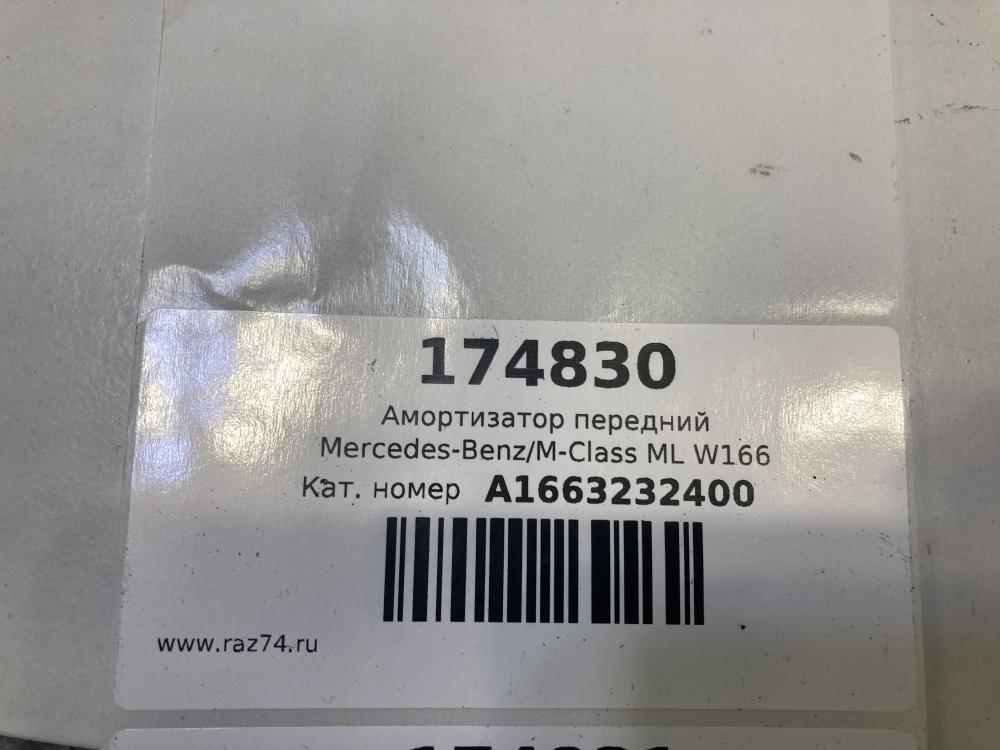 174830
Амортизатор передний
Mercedes-Benz/M-Class ML W166
Кат. номер A1663232400
www.raz74.ru